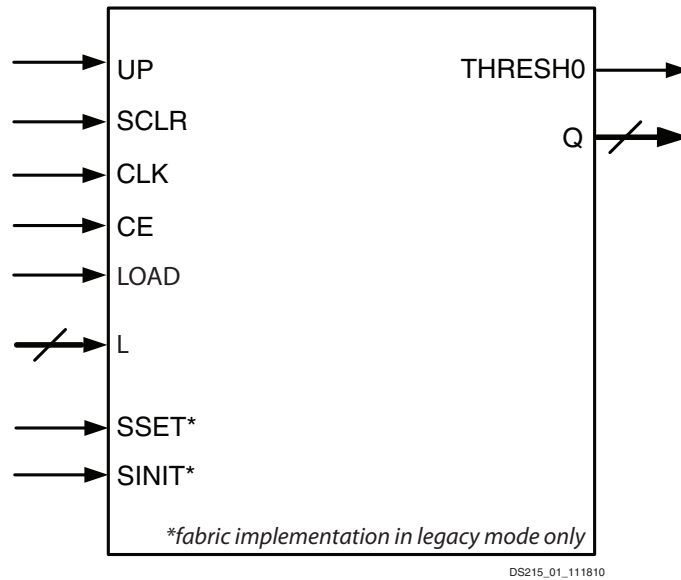 UP
THRESH0
SCLR
Q
CLK
CE
LOAD
L
SSET*
SINIT*
*fabric implementation in legacy mode only
DS215_01_111810